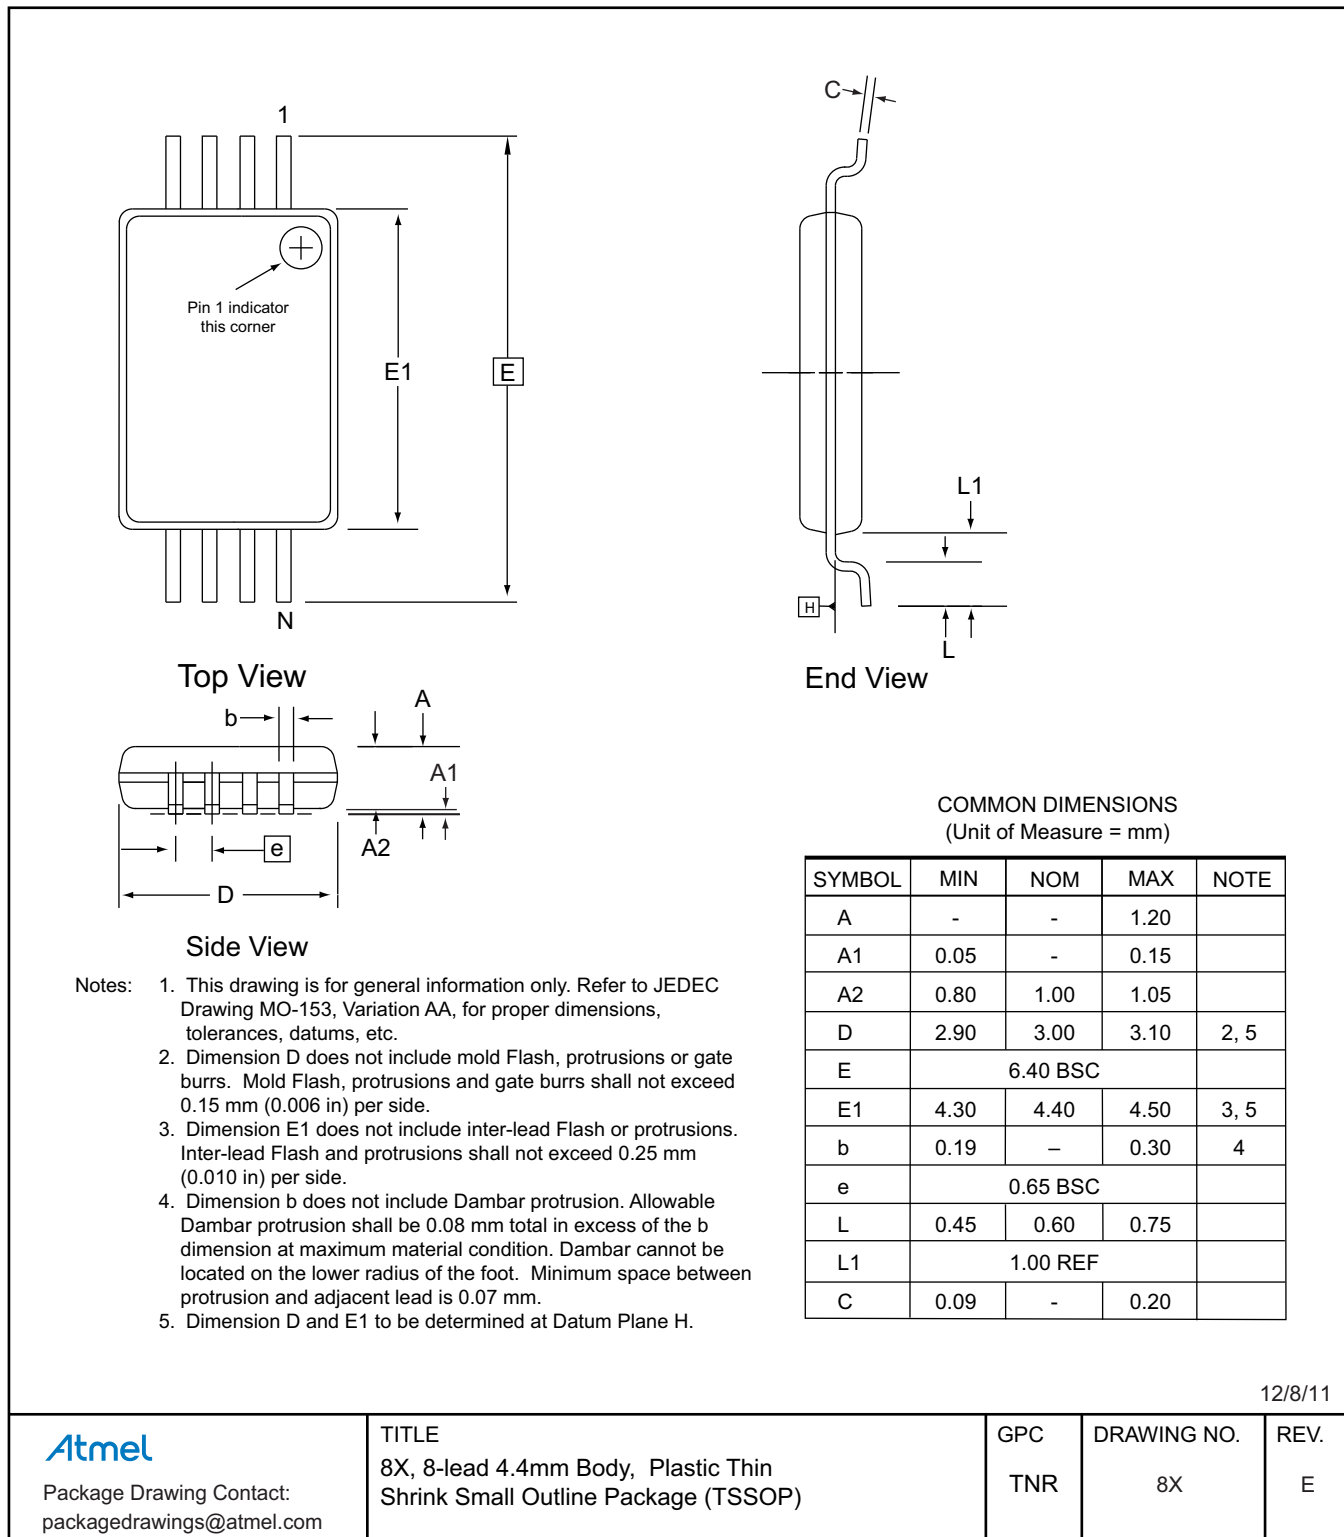 1
C
Pin 1 indicator
this corner
E1
E
L1
H
N
L
Top View
End View
b
A
A1
e
A2
D
Side View
COMMON DIMENSIONS
(Unit of Measure = mm)
SYMBOL MIN NOM MAX NOTE
A - - 1.20
A1 0.05 - 0.15
A2 0.80 1.00 1.05
D 2.90 3.00 3.10 2, 5
E 6.40 BSC
E1 4.30 4.40 4.50 3, 5
b 0.19 – 0.30 4
e 0.65 BSC
L 0.45 0.60 0.75
L1 1.00 REF
C 0.09 - 0.20
Notes: 1. This drawing is for general information only. Refer to JEDEC
Drawing MO-153, Variation AA, for proper dimensions,
tolerances, datums, etc.
2. Dimension D does not include mold Flash, protrusions or gate
burrs. Mold Flash, protrusions and gate burrs shall not exceed
0.15 mm (0.006 in) per side.
3. Dimension E1 does not include inter-lead Flash or protrusions.
Inter-lead Flash and protrusions shall not exceed 0.25 mm
(0.010 in) per side.
4. Dimension b does not include Dambar protrusion. Allowable
Dambar protrusion shall be 0.08 mm total in excess of the b
dimension at maximum material condition. Dambar cannot be
located on the lower radius of the foot. Minimum space between
protrusion and adjacent lead is 0.07 mm.
5. Dimension D and E1 to be determined at Datum Plane H.
12/8/11
Atmel
Package Drawing Contact:
packagedrawings@atmel.com
TITLE
8X, 8-lead 4.4mm Body, Plastic Thin
Shrink Small Outline Package (TSSOP)
GPC
TNR
DRAWING NO.
8X
REV.
E